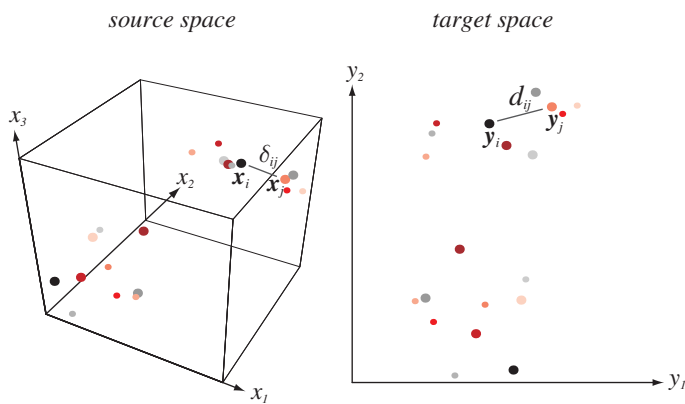 source space
target space
x₃
x₂
x₁
δᵢⱼ
xᵢ
xⱼ
y₂
dᵢⱼ
yᵢ
yⱼ
y₁